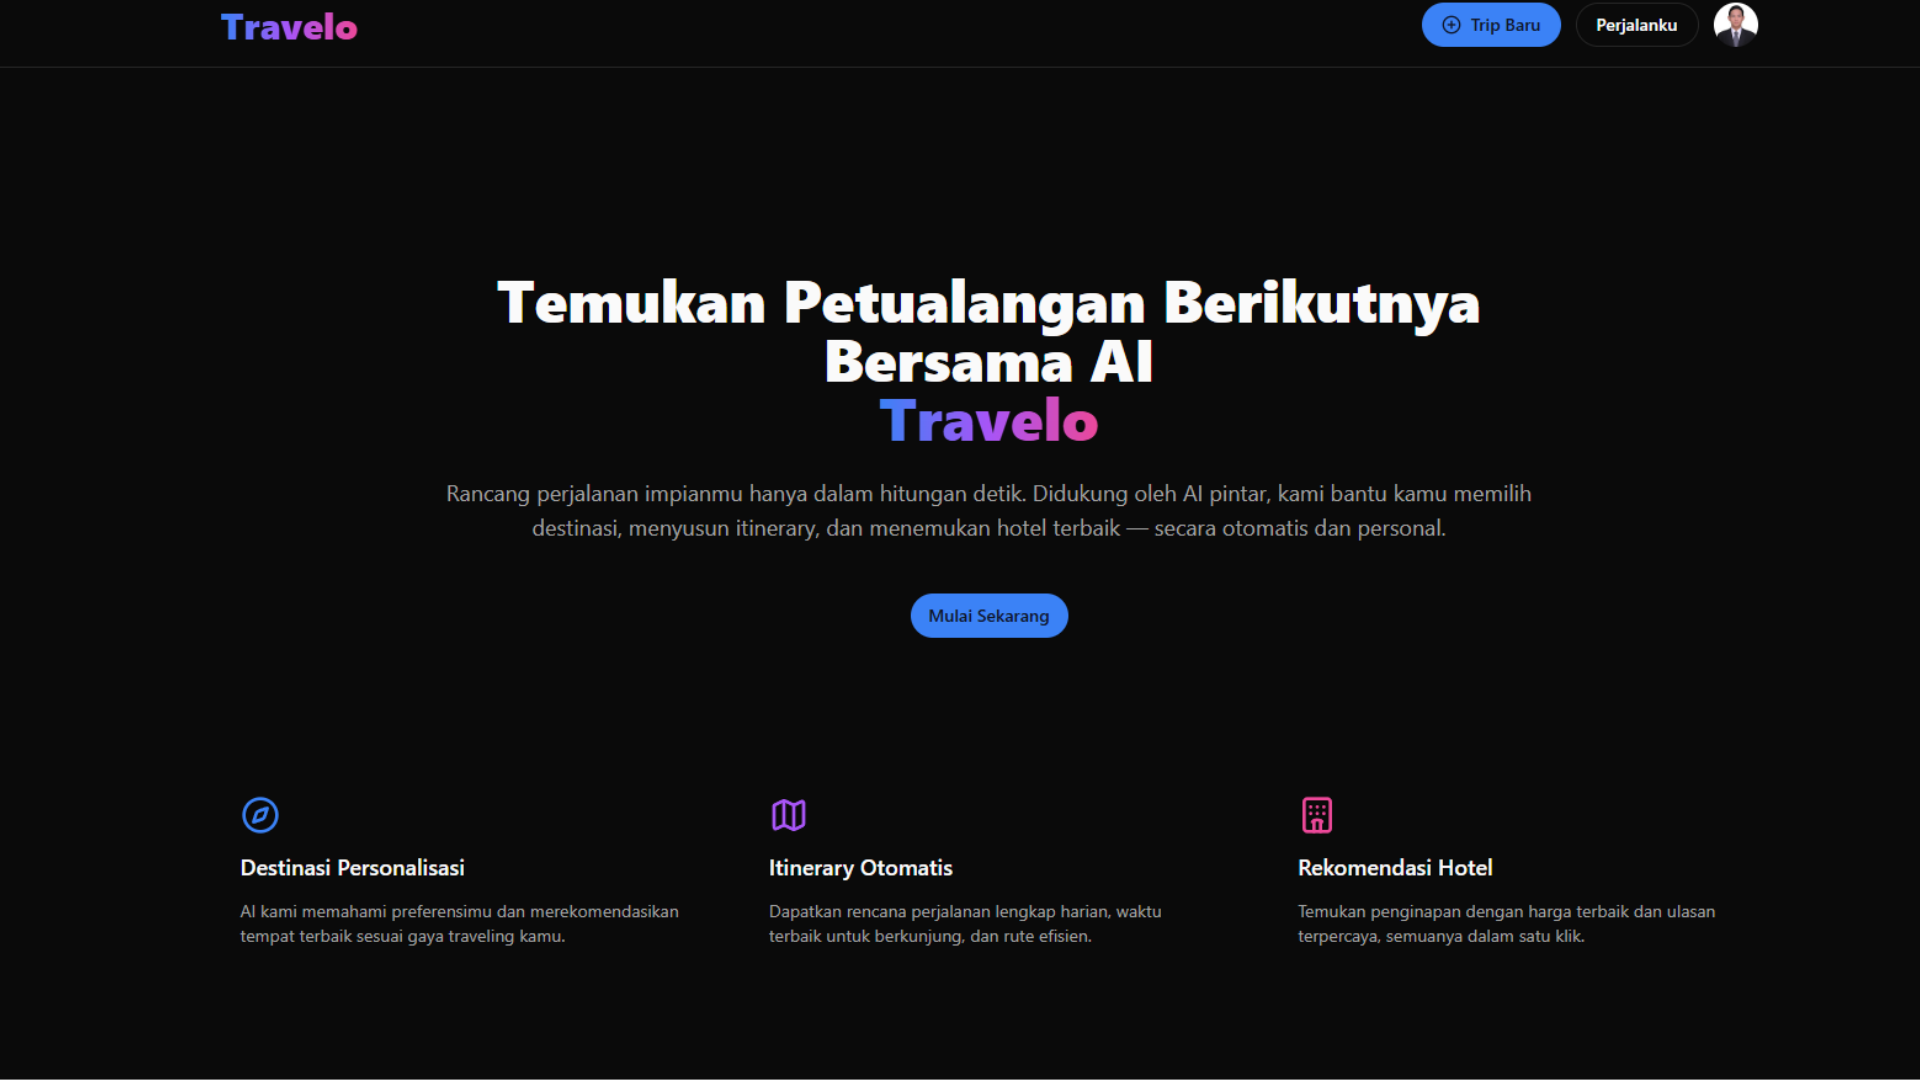 Travelo
Trip Baru
Perjalanku
Temukan Petualangan Berikutnya
Bersama AI
Travelo
Rancang perjalanan impianmu hanya dalam hitungan detik. Didukung oleh AI pintar, kami bantu kamu memilih
destinasi, menyusun itinerary, dan menemukan hotel terbaik — secara otomatis dan personal.
Mulai Sekarang
Destinasi Personalisasi
AI kami memahami preferensimu dan merekomendasikan
tempat terbaik sesuai gaya traveling kamu.
Itinerary Otomatis
Dapatkan rencana perjalanan lengkap harian, waktu
terbaik untuk berkunjung, dan rute efisien.
Rekomendasi Hotel
Temukan penginapan dengan harga terbaik dan ulasan
terpercaya, semuanya dalam satu klik.